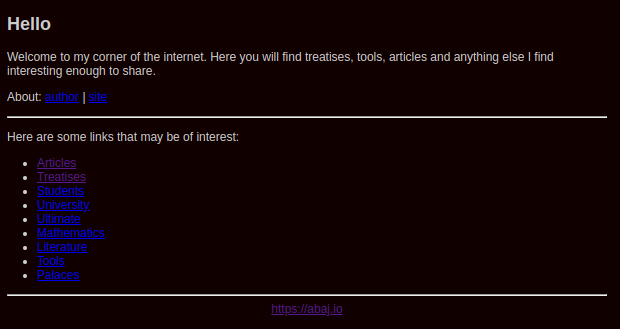 Hello
Welcome to my corner of the internet. Here you will find treatises, tools, articles and anything else I find
interesting enough to share.
About: author | site
Here are some links that may be of interest:
Articles
Treatises
Students
University
Ultimate
Mathematics
Literature
Tools
Palaces
https://abaj.io